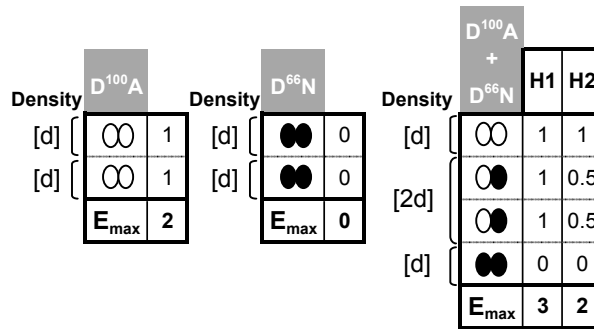 Density D¹⁰⁰A
[d] 1
[d] 1
Emax 2
Density D⁶⁶N
[d] 0
[d] 0
Emax 0
D¹⁰⁰A
+
Density D⁶⁶N H1 H2
[d] 1 1
[2d] 1 0.5
1 0.5
[d] 0 0
Emax 3 2